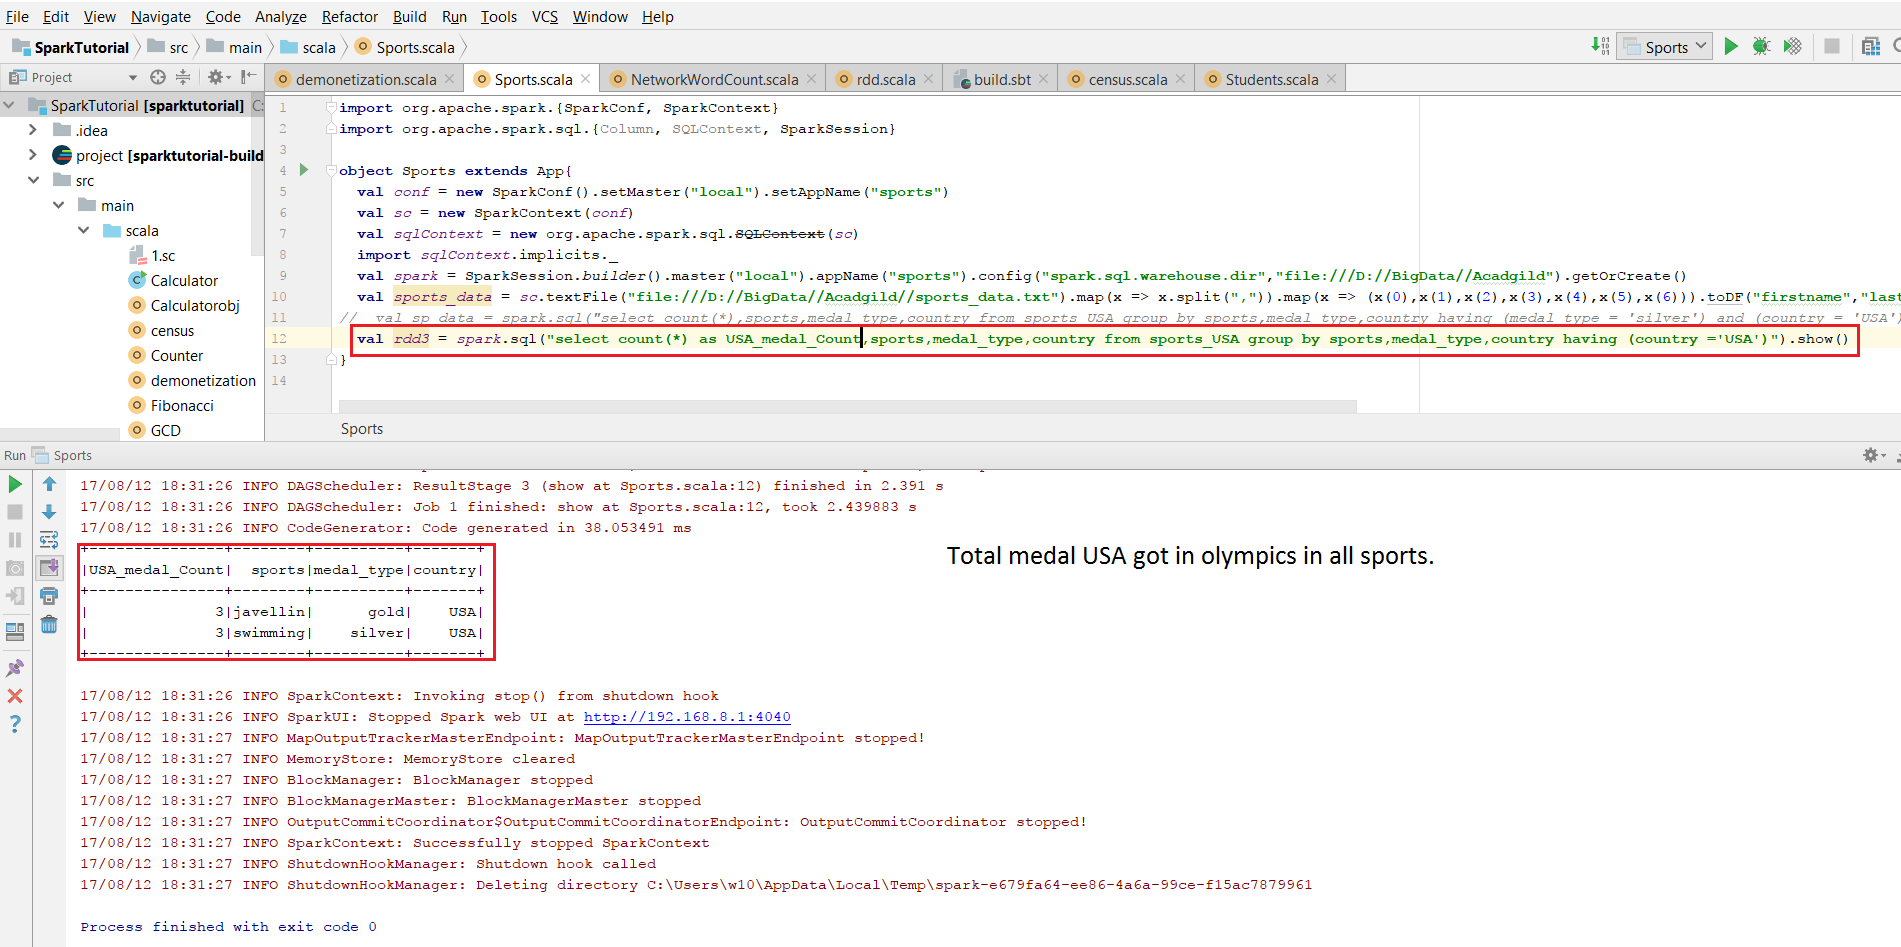 File Edit View Navigate Code Analyze Refactor Build Run Tools VCS Window Help
SparkTutorial src main scala Sports.scala
Sports
Project
demonetization.scala Sports.scala NetworkWordCount.scala rdd.scala build.sbt census.scala Students.scala
SparkTutorial [sparktutorial] C:
.idea
project [sparktutorial-build
src
main
scala
1.sc
Calculator
Calculatorobj
census
Counter
demonetization
Fibonacci
GCD
1 import org.apache.spark.{SparkConf, SparkContext}
2 import org.apache.spark.sql.{Column, SQLContext, SparkSession}
3
4 object Sports extends App{
5 val conf = new SparkConf().setMaster("local").setAppName("sports")
6 val sc = new SparkContext(conf)
7 val sqlContext = new org.apache.spark.sql.SQLContext(sc)
8 import sqlContext.implicits._
9 val spark = SparkSession.builder().master("local").appName("sports").config("spark.sql.warehouse.dir","file:///D://BigData//Acadgild").getOrCreate()
10 val sports_data = sc.textFile("file:///D://BigData//Acadgild//sports_data.txt").map(x => x.split(",")).map(x => (x(0),x(1),x(2),x(3),x(4),x(5),x(6))).toDF("firstname","last
11 // val sp_data = spark.sql("select count(*),sports,medal_type,country from sports_USA group by sports,medal_type,country having (medal_type = 'silver') and (country = 'USA')
12 val rdd3 = spark.sql("select count(*) as USA_medal_Count,sports,medal_type,country from sports_USA group by sports,medal_type,country having (country ='USA')").show()
13 }
14
Sports
Run Sports
17/08/12 18:31:26 INFO DAGScheduler: ResultStage 3 (show at Sports.scala:12) finished in 2.391 s
17/08/12 18:31:26 INFO DAGScheduler: Job 1 finished: show at Sports.scala:12, took 2.439883 s
17/08/12 18:31:26 INFO CodeGenerator: Code generated in 38.053491 ms
+---------------+--------+----------+-------+
|USA_medal_Count|  sports|medal_type|country|
+---------------+--------+----------+-------+
|              3|javellin|      gold|    USA|
|              3|swimming|    silver|    USA|
+---------------+--------+----------+-------+
Total medal USA got in olympics in all sports.
17/08/12 18:31:26 INFO SparkContext: Invoking stop() from shutdown hook
17/08/12 18:31:26 INFO SparkUI: Stopped Spark web UI at http://192.168.8.1:4040
17/08/12 18:31:27 INFO MapOutputTrackerMasterEndpoint: MapOutputTrackerMasterEndpoint stopped!
17/08/12 18:31:27 INFO MemoryStore: MemoryStore cleared
17/08/12 18:31:27 INFO BlockManager: BlockManager stopped
17/08/12 18:31:27 INFO BlockManagerMaster: BlockManagerMaster stopped
17/08/12 18:31:27 INFO OutputCommitCoordinator$OutputCommitCoordinatorEndpoint: OutputCommitCoordinator stopped!
17/08/12 18:31:27 INFO SparkContext: Successfully stopped SparkContext
17/08/12 18:31:27 INFO ShutdownHookManager: Shutdown hook called
17/08/12 18:31:27 INFO ShutdownHookManager: Deleting directory C:\Users\w10\AppData\Local\Temp\spark-e679fa64-ee86-4a6a-99ce-f15ac7879961
Process finished with exit code 0